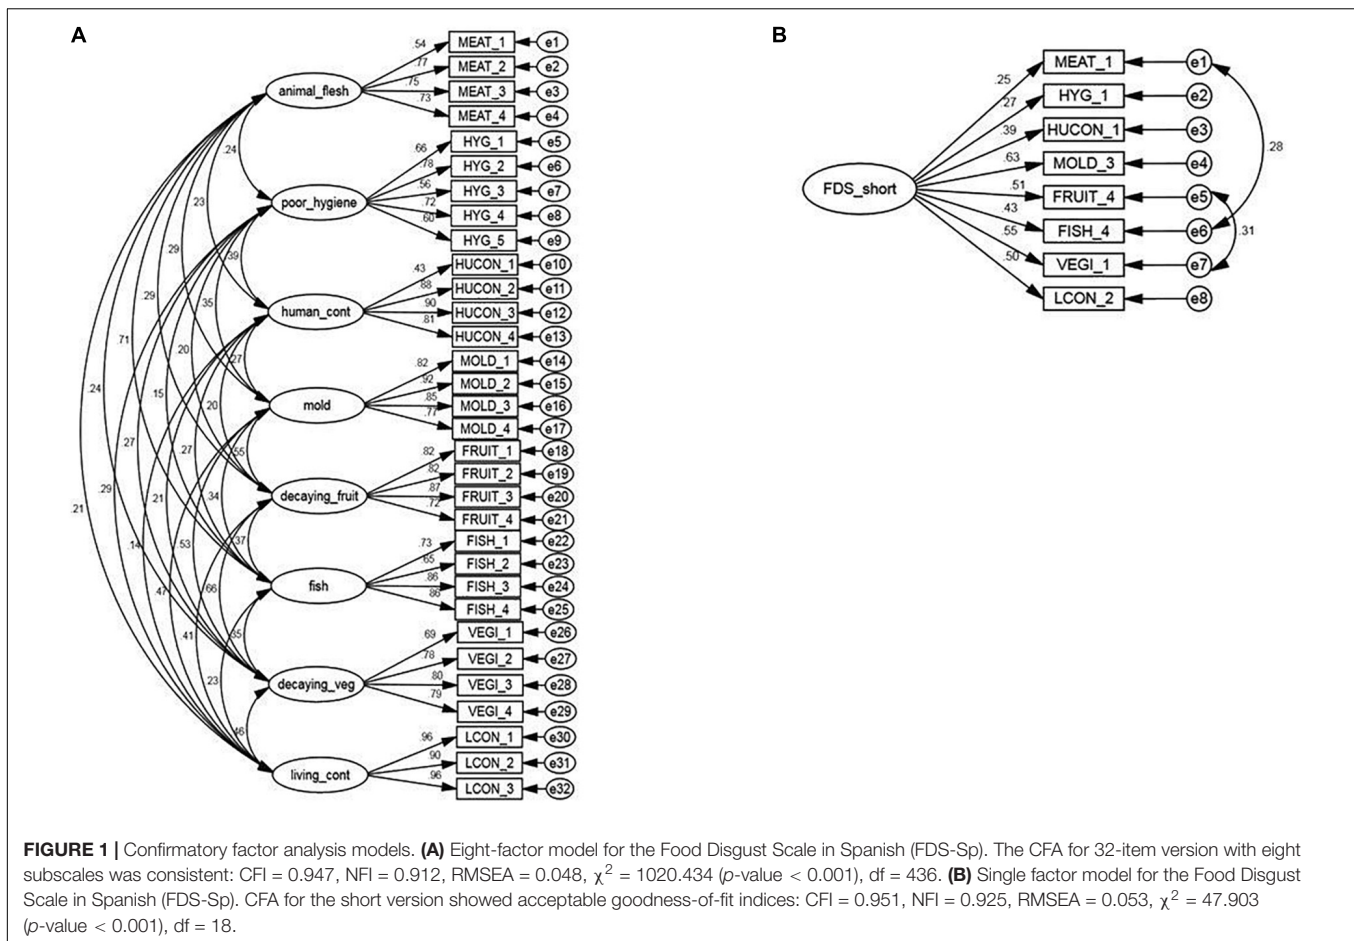 A
.54 MEAT_1 e1
.77 MEAT_2 e2
.75 MEAT_3 e3
.73 MEAT_4 e4
animal_flesh
.24
.66 HYG_1 e5
.78 HYG_2 e6
.56 HYG_3 e7
.72 HYG_4 e8
.60 HYG_5 e9
poor_hygiene
.23
.39
.29
.43 HUCON_1 e10
.88 HUCON_2 e11
.90 HUCON_3 e12
.81 HUCON_4 e13
human_cont
.29
.35
.71
.20
.27
.82 MOLD_1 e14
.92 MOLD_2 e15
.85 MOLD_3 e16
.77 MOLD_4 e17
mold
.24
.15
.20
.27
.27
.55
.82 FRUIT_1 e18
.82 FRUIT_2 e19
.87 FRUIT_3 e20
.72 FRUIT_4 e21
decaying_fruit
.21
.29
.21
.34
.14
.53
.37
.73 FISH_1 e22
.65 FISH_2 e23
.86 FISH_3 e24
.86 FISH_4 e25
fish
.47
.66
.41
.35
.69 VEGI_1 e26
.78 VEGI_2 e27
.80 VEGI_3 e28
.79 VEGI_4 e29
decaying_veg
.23
.46
.96 LCON_1 e30
.90 LCON_2 e31
.96 LCON_3 e32
living_cont
B
.25 MEAT_1 e1
.27 HYG_1 e2
.39 HUCON_1 e3
.63 MOLD_3 e4
.51 FRUIT_4 e5
.43 FISH_4 e6
.55 VEGI_1 e7
.50 LCON_2 e8
FDS_short
.28
.31
FIGURE 1 | Confirmatory factor analysis models. (A) Eight-factor model for the Food Disgust Scale in Spanish (FDS-Sp). The CFA for 32-item version with eight
subscales was consistent: CFI = 0.947, NFI = 0.912, RMSEA = 0.048, χ2 = 1020.434 (p-value < 0.001), df = 436. (B) Single factor model for the Food Disgust
Scale in Spanish (FDS-Sp). CFA for the short version showed acceptable goodness-of-fit indices: CFI = 0.951, NFI = 0.925, RMSEA = 0.053, χ2 = 47.903
(p-value < 0.001), df = 18.